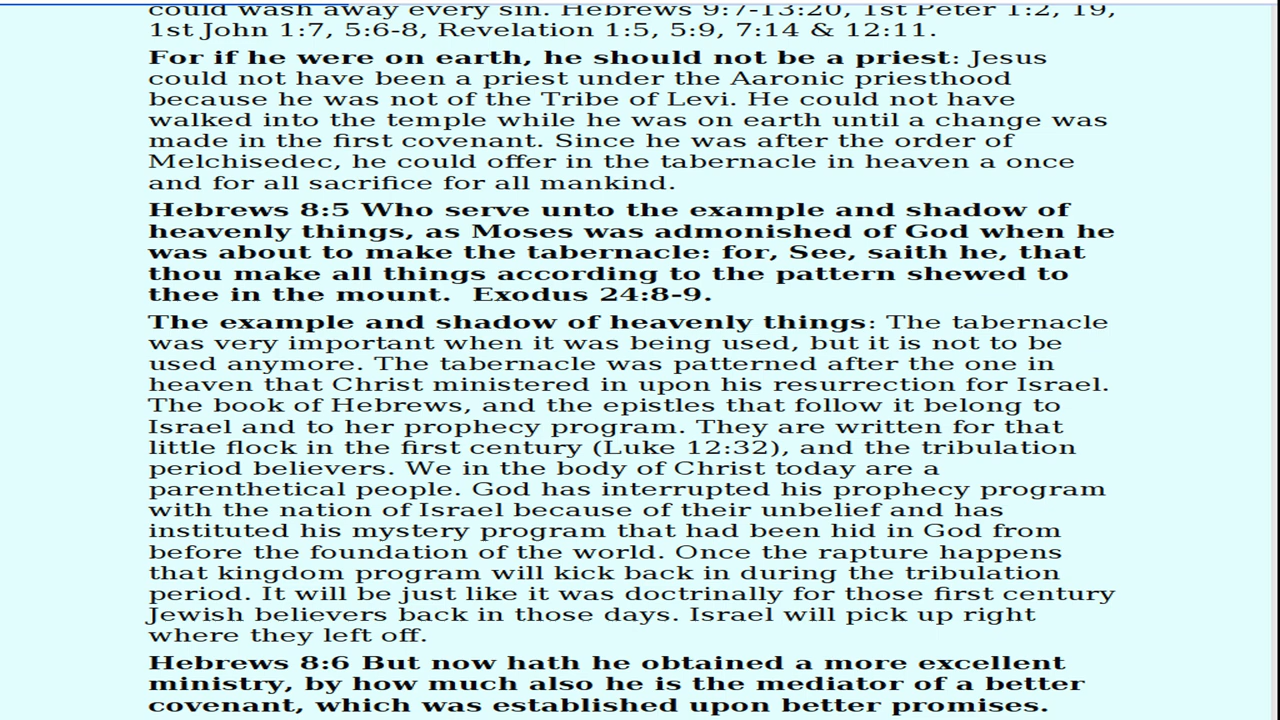 could wash away every sin. Hebrews 9:7-13:20, 1st Peter 1:2, 19,
1st John 1:7, 5:6-8, Revelation 1:5, 5:9, 7:14 & 12:11.
For if he were on earth, he should not be a priest: Jesus
could not have been a priest under the Aaronic priesthood
because he was not of the Tribe of Levi. He could not have
walked into the temple while he was on earth until a change was
made in the first covenant. Since he was after the order of
Melchisedec, he could offer in the tabernacle in heaven a once
and for all sacrifice for all mankind.
Hebrews 8:5 Who serve unto the example and shadow of
heavenly things, as Moses was admonished of God when he
was about to make the tabernacle: for, See, saith he, that
thou make all things according to the pattern shewed to
thee in the mount.  Exodus 24:8-9.
The example and shadow of heavenly things: The tabernacle
was very important when it was being used, but it is not to be
used anymore. The tabernacle was patterned after the one in
heaven that Christ ministered in upon his resurrection for Israel.
The book of Hebrews, and the epistles that follow it belong to
Israel and to her prophecy program. They are written for that
little flock in the first century (Luke 12:32), and the tribulation
period believers. We in the body of Christ today are a
parenthetical people. God has interrupted his prophecy program
with the nation of Israel because of their unbelief and has
instituted his mystery program that had been hid in God from
before the foundation of the world. Once the rapture happens
that kingdom program will kick back in during the tribulation
period. It will be just like it was doctrinally for those first century
Jewish believers back in those days. Israel will pick up right
where they left off.
Hebrews 8:6 But now hath he obtained a more excellent
ministry, by how much also he is the mediator of a better
covenant, which was established upon better promises.